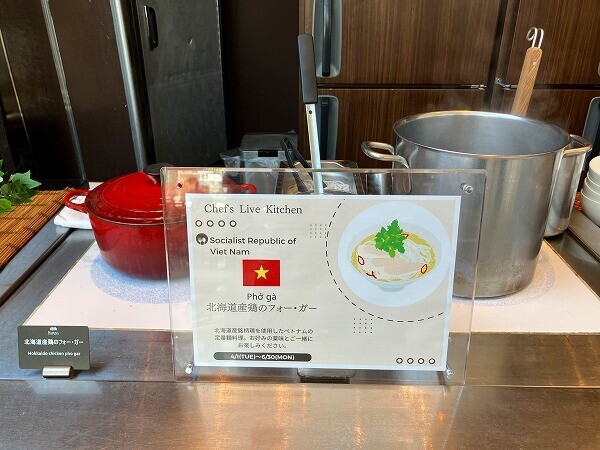 Chef's Live Kitchen
Socialist Republic of
Viet Nam
Phở gà
北海道産鶏のフォー・ガー
北海道産銘柄鶏を使用したベトナムの
定番鶏料理。お好みの薬味とご一緒に
お楽しみください。
4/1(TUE)～6/30(MON)
北海道産鶏のフォー・ガー
Hokkaido chicken pho gar